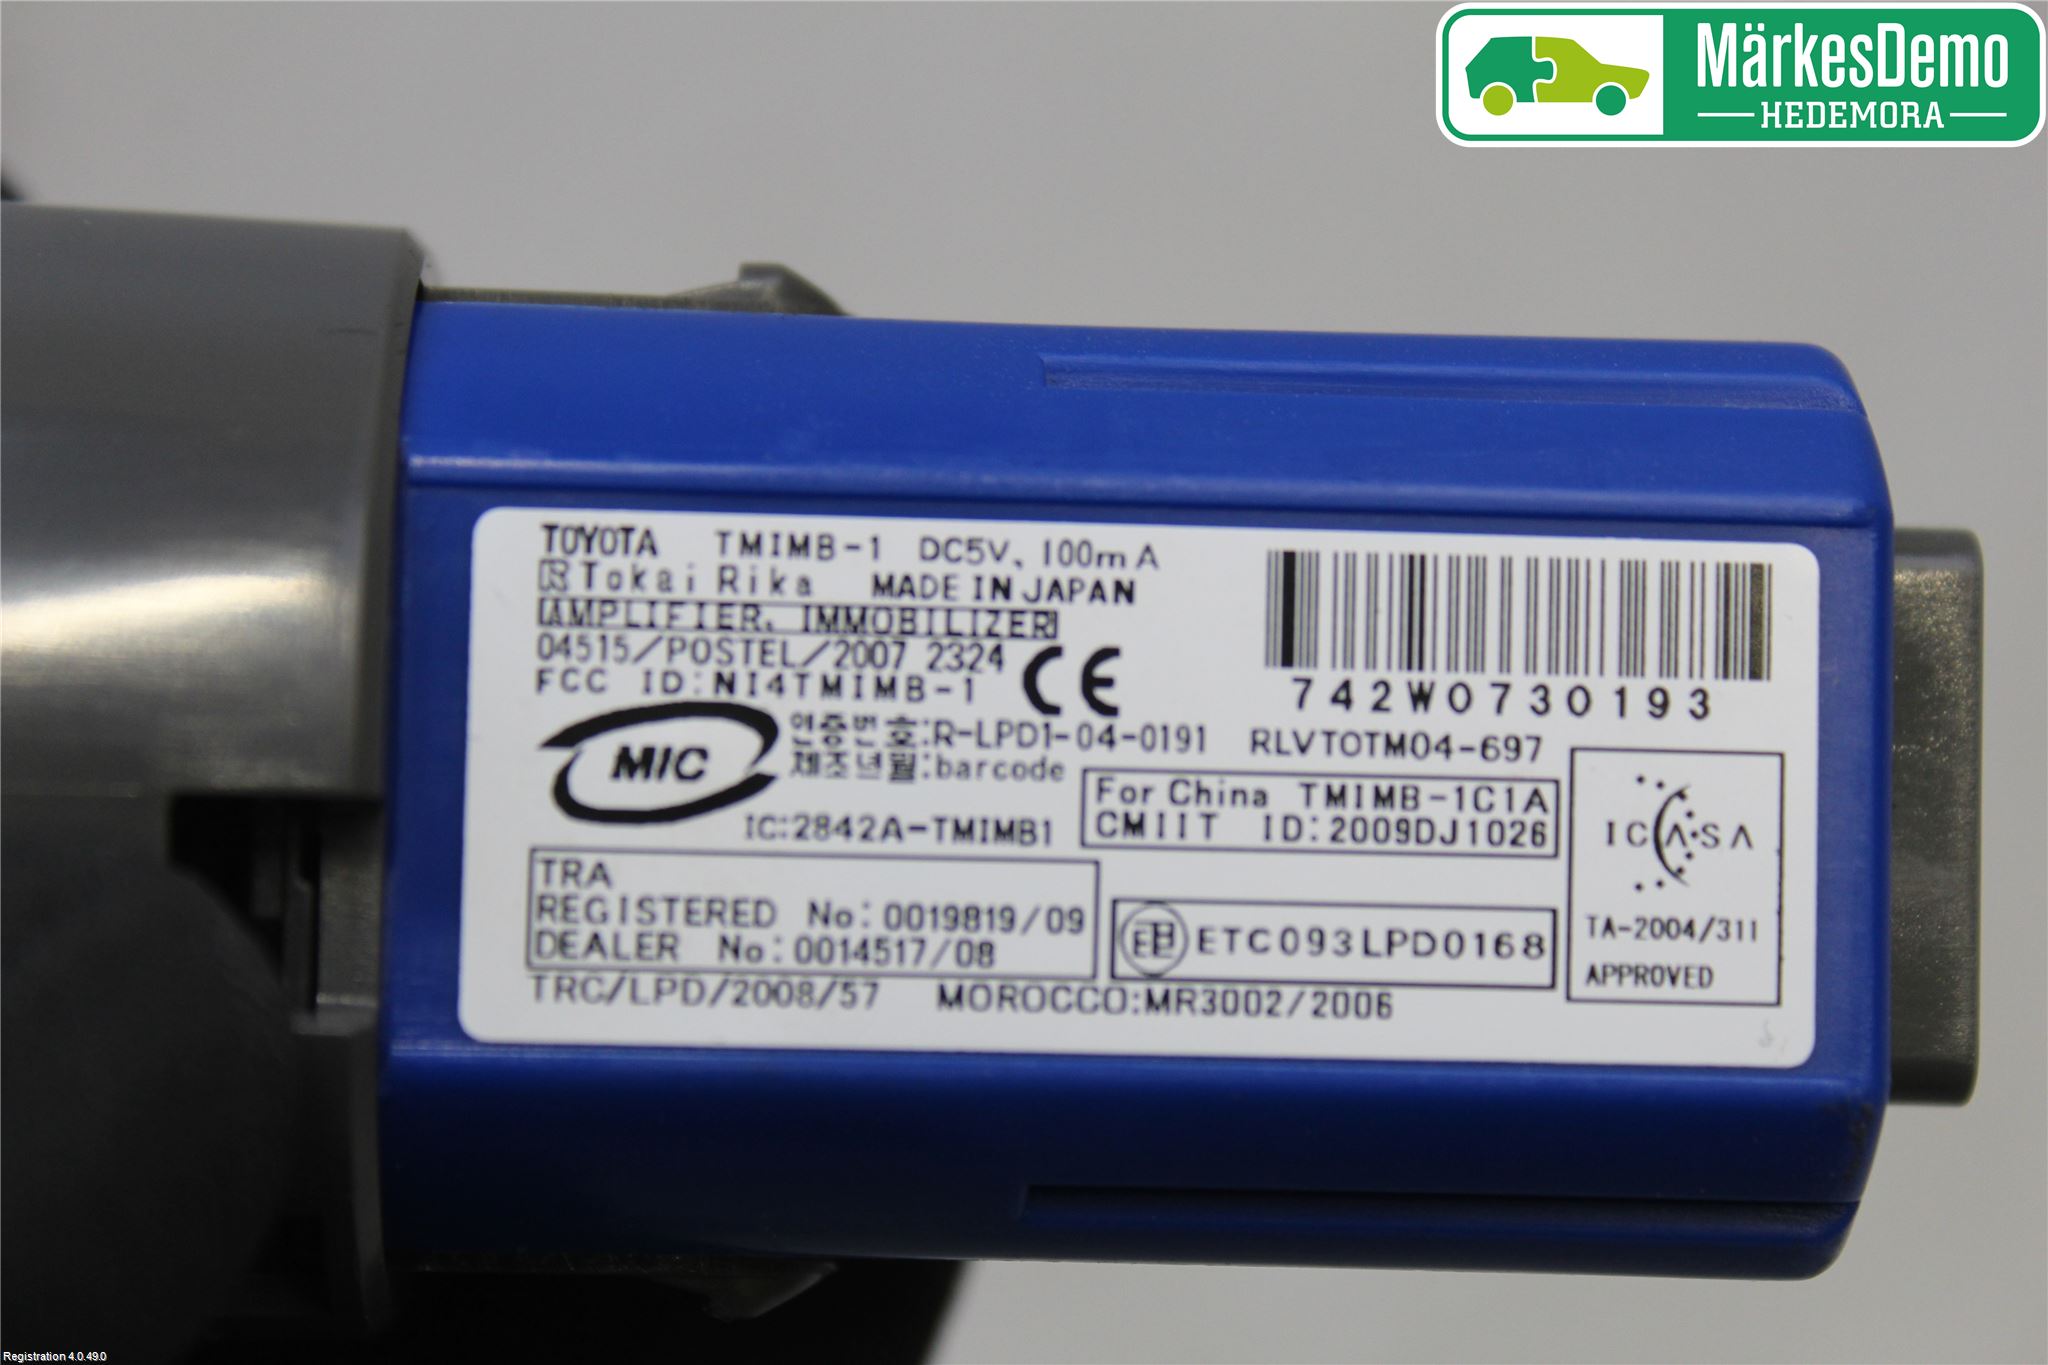 MärkesDemo
HEDEMORA
TOYOTA TMIMB-1 DC5V, 100mA
Tokai Rika MADE IN JAPAN
AMPLIFIER, IMMOBILIZER
04515/POSTEL/2007 2324
FCC ID:NI4TMIMB-1
CE
742W0730193
MIC
인증번호:R-LPD1-04-0191 RLVTOTM04-697
제조년월:barcode
IC:2842A-TMIMB1
For China TMIMB-1C1A
CMIIT ID:2009DJ1026
ICASA
TA-2004/311
APPROVED
TRA
REGISTERED No:0019819/09
DEALER No:0014517/08
ETC093LPD0168
TRC/LPD/2008/57 MOROCCO:MR3002/2006
Registration 4.0.49.0